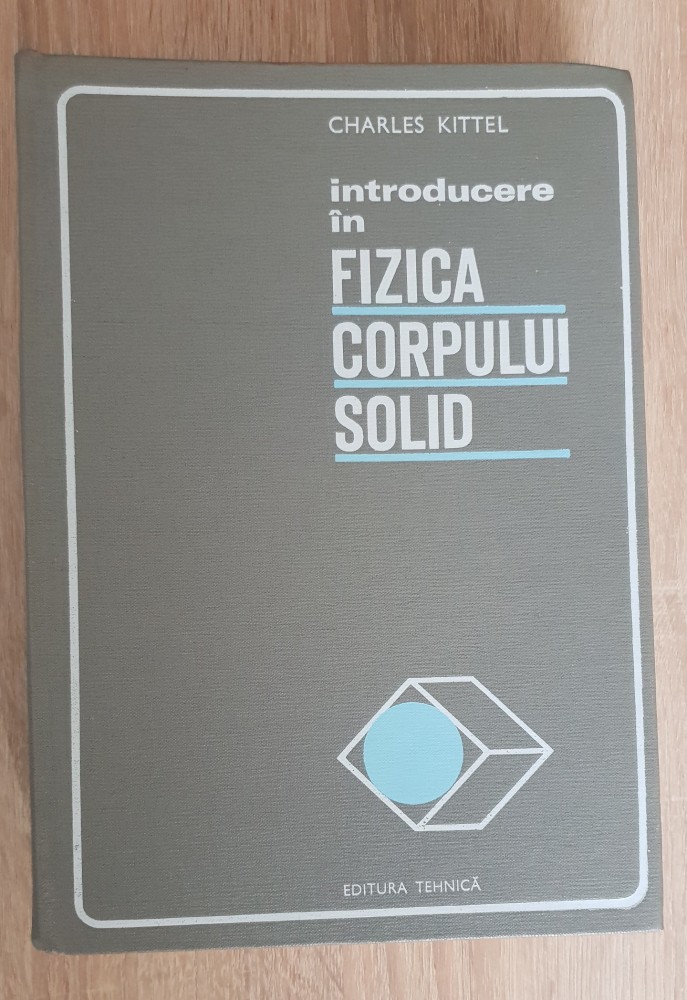 CHARLES KITTEL
introducere
în
FIZICA
CORPULUI
SOLID
EDITURA TEHNICĂ